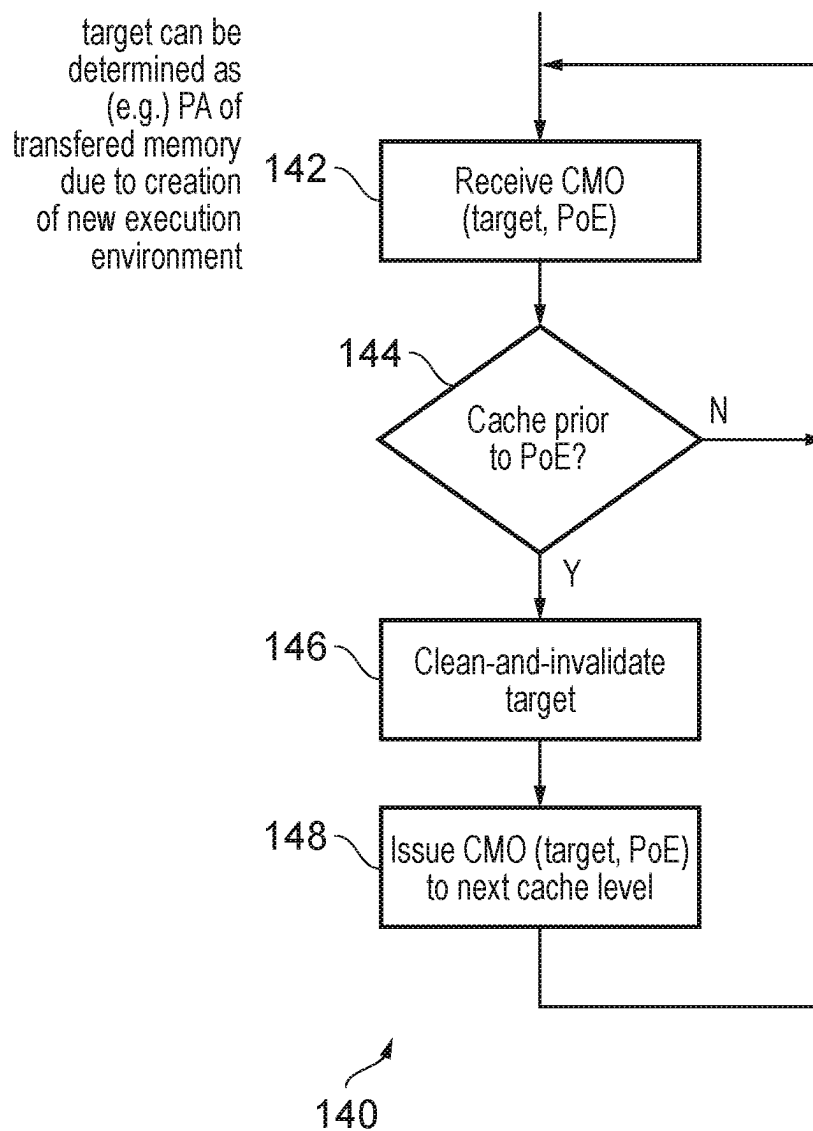 target can be
determined as
(e.g.) PA of
transfered memory
due to creation
of new execution
environment
142
Receive CMO
(target, PoE)
144
Cache prior
to PoE?
N
Y
146
Clean-and-invalidate
target
148
Issue CMO (target, PoE)
to next cache level
140